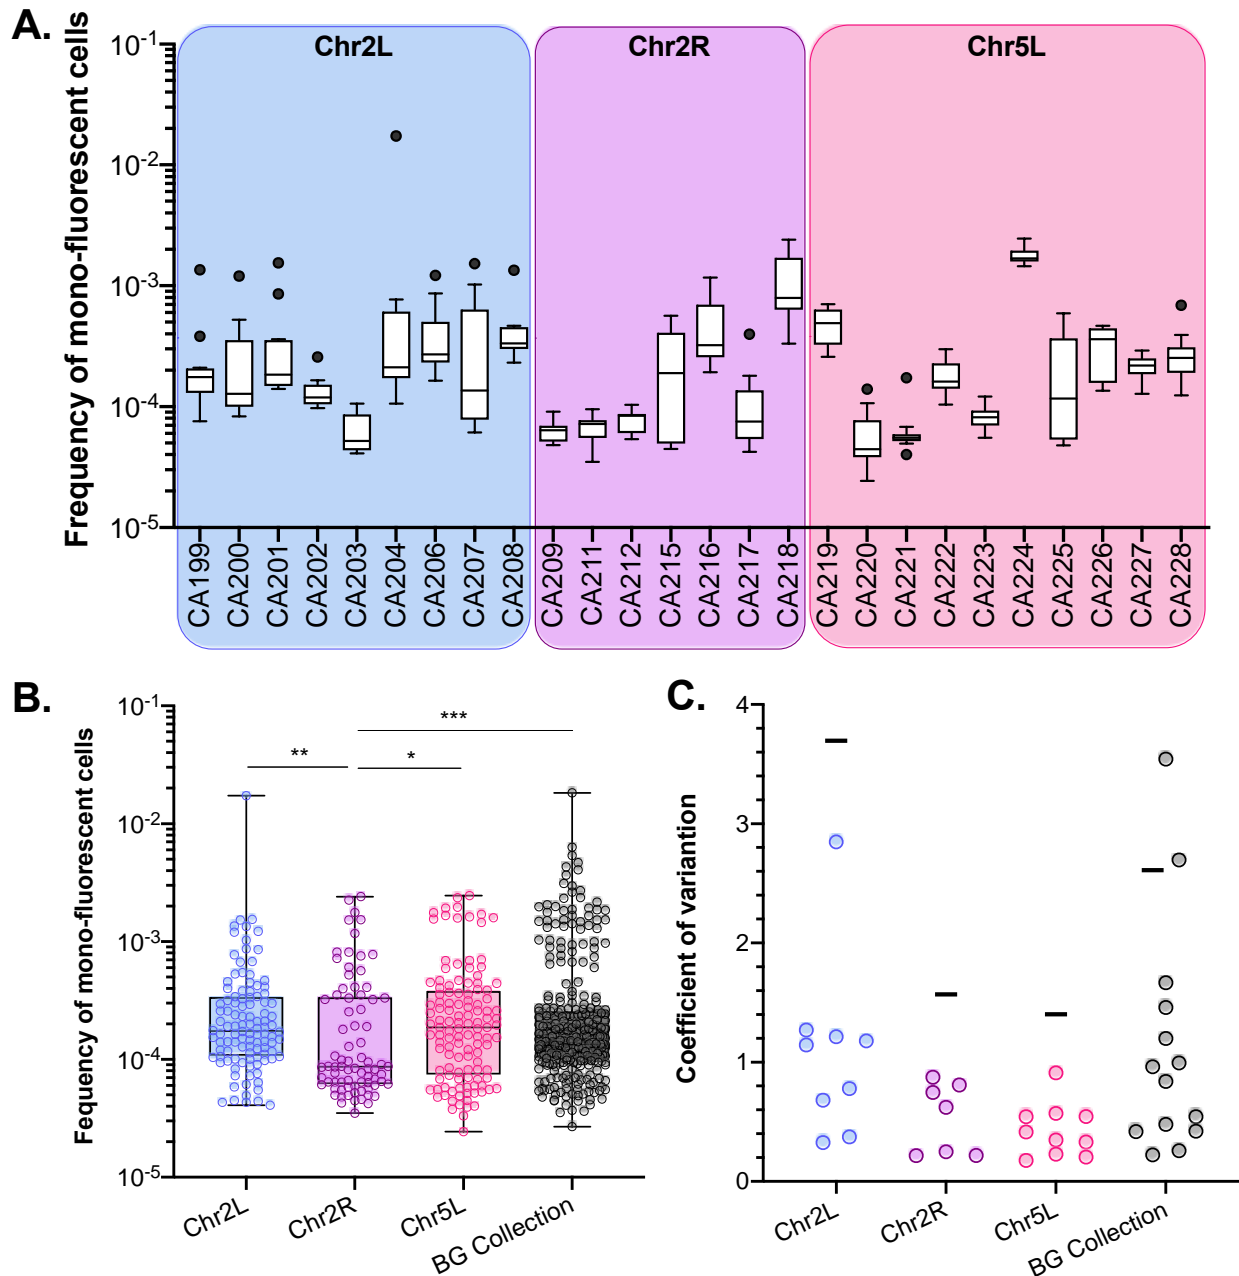 A.
Chr2L
Chr2R
Chr5L
Frequency of mono-fluorescent cells
10-1
10-2
10-3
10-4
10-5
CA199
CA200
CA201
CA202
CA203
CA204
CA206
CA207
CA208
CA209
CA211
CA212
CA215
CA216
CA217
CA218
CA219
CA220
CA221
CA222
CA223
CA224
CA225
CA226
CA227
CA228
B.
Fequency of mono-fluorescent cells
10-1
10-2
10-3
10-4
10-5
**
***
*
Chr2L
Chr2R
Chr5L
BG Collection
C.
Coefficient of variantion
4
3
2
1
0
Chr2L
Chr2R
Chr5L
BG Collection